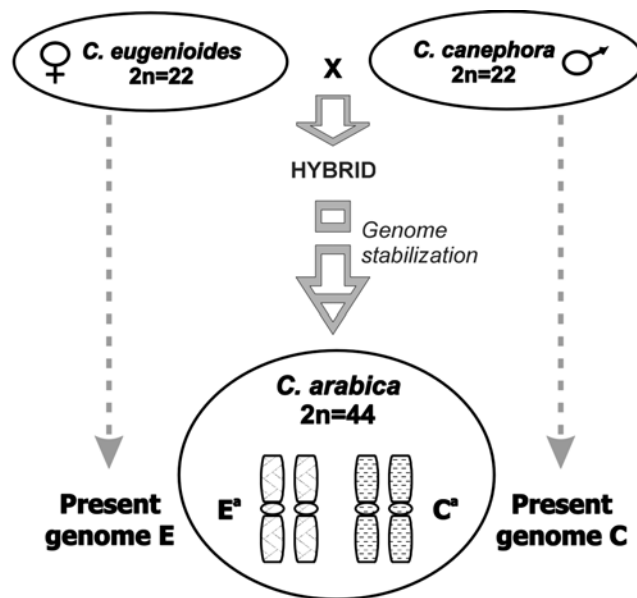 C. eugenioides
2n=22
X
C. canephora
2n=22
HYBRID
Genome
stabilization
C. arabica
2n=44
Eª
Cª
Present
genome E
Present
genome C